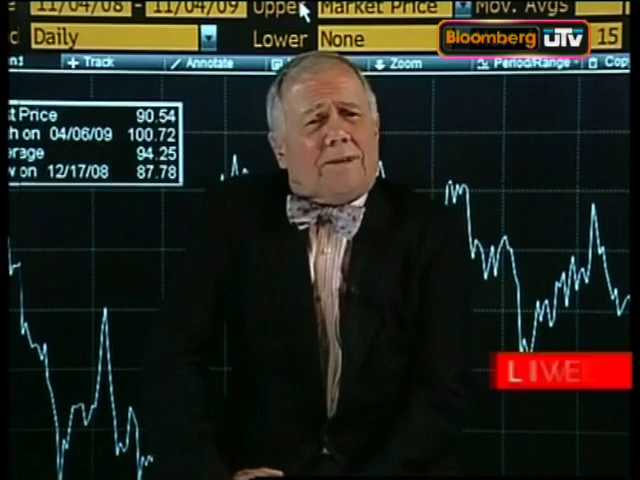 11/04/08 - 11/04/09 Upper Market Price Mov. Avgs
Daily Lower None 15
Bloomberg UTV
Track Annotate Zoom Period/Range
st Price 90.54
h on 04/06/09 100.72
erage 94.25
w on 12/17/08 87.78
LIVE